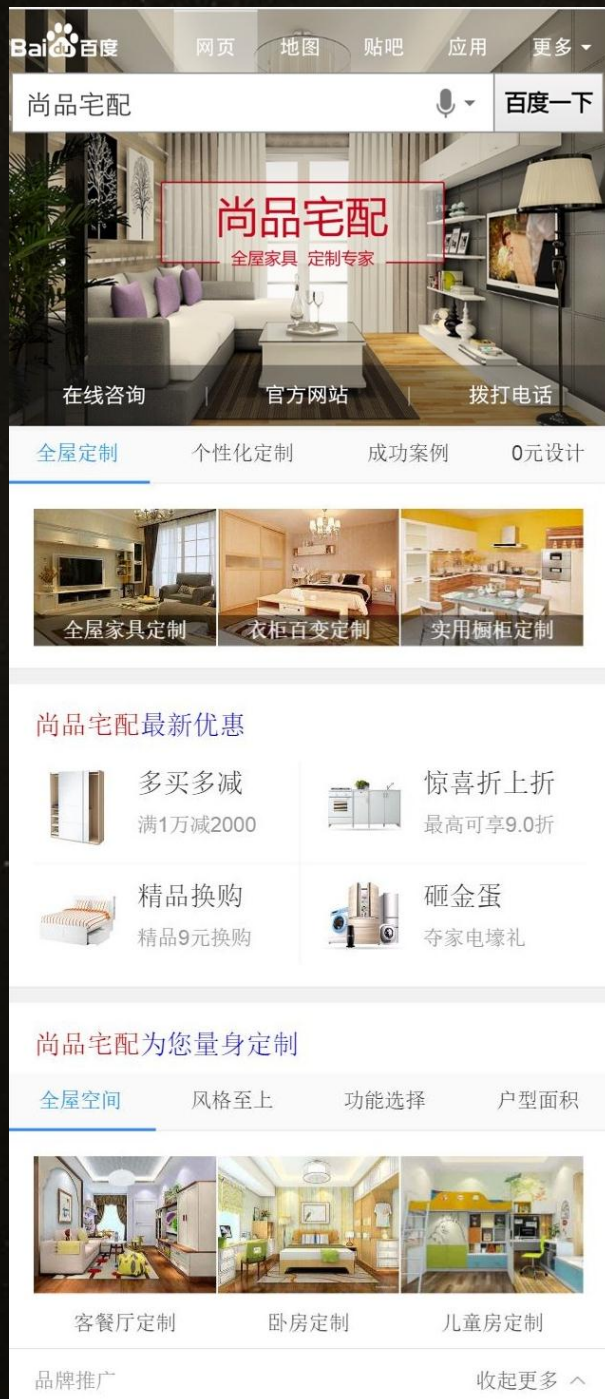 Bai du 百度 网页 地图 贴吧 应用 更多
尚品宅配 百度一下
尚品宅配
全屋家具 定制专家
在线咨询 | 官方网站 | 拨打电话
全屋定制 个性化定制 成功案例 0元设计
全屋家具定制 衣柜百变定制 实用橱柜定制
尚品宅配最新优惠
多买多减 惊喜折上折
满1万减2000 最高可享9.0折
精品换购 砸金蛋
精品9元换购 夺家电壕礼
尚品宅配为您量身定制
全屋空间 风格至上 功能选择 户型面积
客餐厅定制 卧房定制 儿童房定制
品牌推广 收起更多